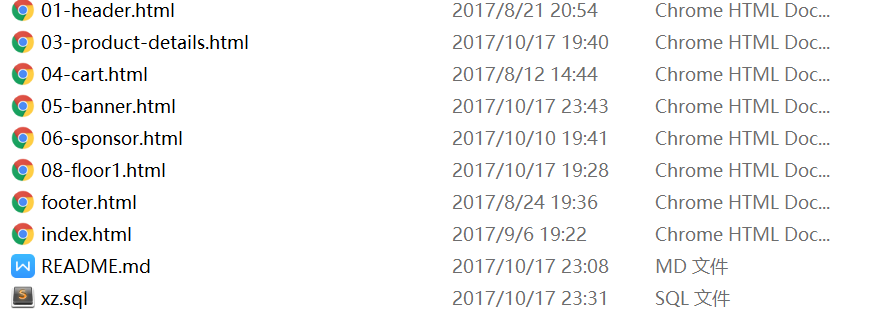 01-header.html 2017/8/21 20:54 Chrome HTML Doc...
03-product-details.html 2017/10/17 19:40 Chrome HTML Doc...
04-cart.html 2017/8/12 14:44 Chrome HTML Doc...
05-banner.html 2017/10/17 23:43 Chrome HTML Doc...
06-sponsor.html 2017/10/10 19:41 Chrome HTML Doc...
08-floor1.html 2017/10/17 19:28 Chrome HTML Doc...
footer.html 2017/8/24 19:36 Chrome HTML Doc...
index.html 2017/9/6 19:22 Chrome HTML Doc...
README.md 2017/10/17 23:08 MD 文件
xz.sql 2017/10/17 23:31 SQL 文件